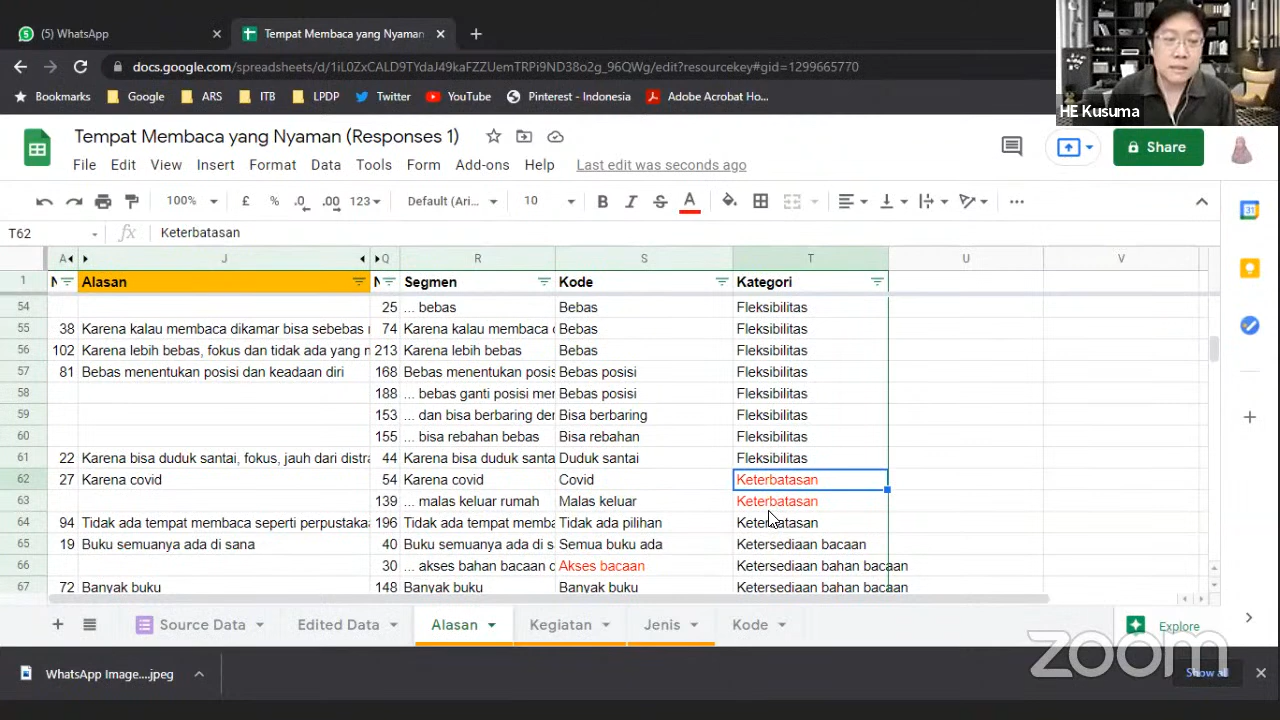 (5) WhatsApp
Tempat Membaca yang Nyaman
docs.google.com/spreadsheets/d/1iL0ZxCALD9TYdaJ49kaFZtUemTRPi9ND38o2g_96QWg/edit?resourcekey#gid=1299665770
Bookmarks Google ARS ITB LPDP Twitter YouTube Pinterest - Indonesia Adobe Acrobat Ho...
HE Kusuma
Tempat Membaca yang Nyaman (Responses 1)
File Edit View Insert Format Data Tools Form Add-ons Help Last edit was seconds ago
Share
100% £ % .0 .00 123 Default (Ari... 10 B I S A
T62 fx Keterbatasan
A J Q R S T U V
1 N Alasan N Segmen Kode Kategori
54 25 ... bebas Bebas Fleksibilitas
55 38 Karena kalau membaca dikamar bisa sebebas 74 Karena kalau membaca Bebas Fleksibilitas
56 102 Karena lebih bebas, fokus dan tidak ada yang 213 Karena lebih bebas Bebas Fleksibilitas
57 81 Bebas menentukan posisi dan keadaan diri 168 Bebas menentukan posis Bebas posisi Fleksibilitas
58 188 ... bebas ganti posisi mer Bebas posisi Fleksibilitas
59 153 ... dan bisa berbaring der Bisa berbaring Fleksibilitas
60 155 ... bisa rebahan bebas Bisa rebahan Fleksibilitas
61 22 Karena bisa duduk santai, fokus, jauh dari distra 44 Karena bisa duduk santa Duduk santai Fleksibilitas
62 27 Karena covid 54 Karena covid Covid Keterbatasan
63 139 ... malas keluar rumah Malas keluar Keterbatasan
64 94 Tidak ada tempat membaca seperti perpustakaa 196 Tidak ada tempat memba Tidak ada pilihan Keterbatasan
65 19 Buku semuanya ada di sana 40 Buku semuanya ada di s Semua buku ada Ketersediaan bacaan
66 30 ... akses bahan bacaan d Akses bacaan Ketersediaan bahan bacaan
67 72 Banyak buku 148 Banyak buku Banyak buku Ketersediaan bahan bacaan
Source Data Edited Data Alasan Kegiatan Jenis Kode Explore
zoom
WhatsApp Image....jpeg Show all